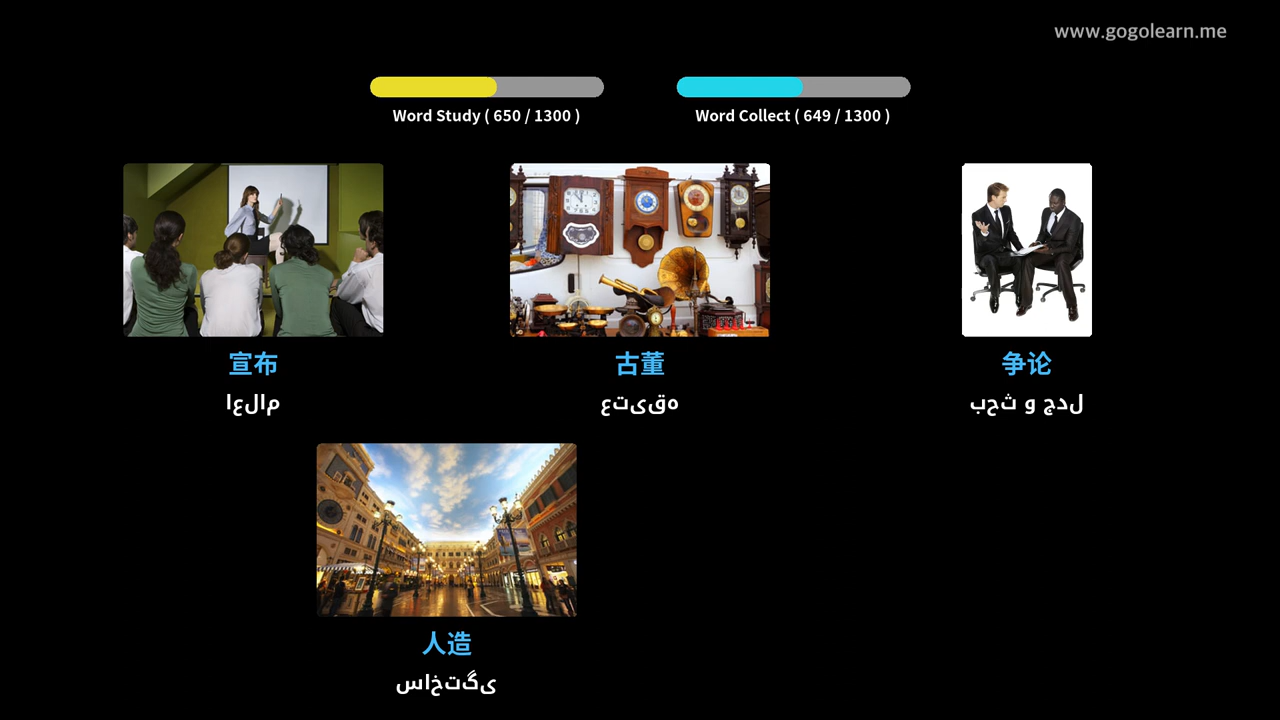 www.gogolearn.me
Word Study ( 650 / 1300 )
Word Collect ( 649 / 1300 )
宣布
اعلام
古董
عتیقه
争论
بحث و جدل
人造
ساختگی